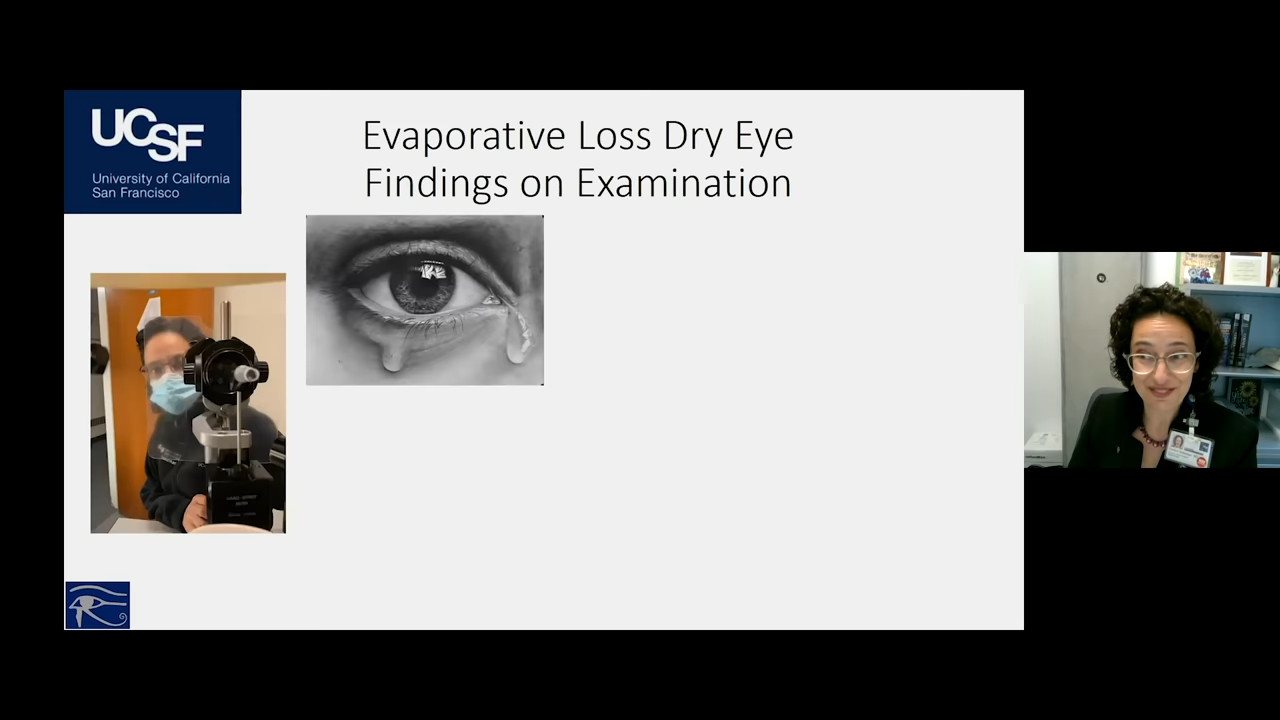 UCSF
University of California
San Francisco
Evaporative Loss Dry Eye
Findings on Examination